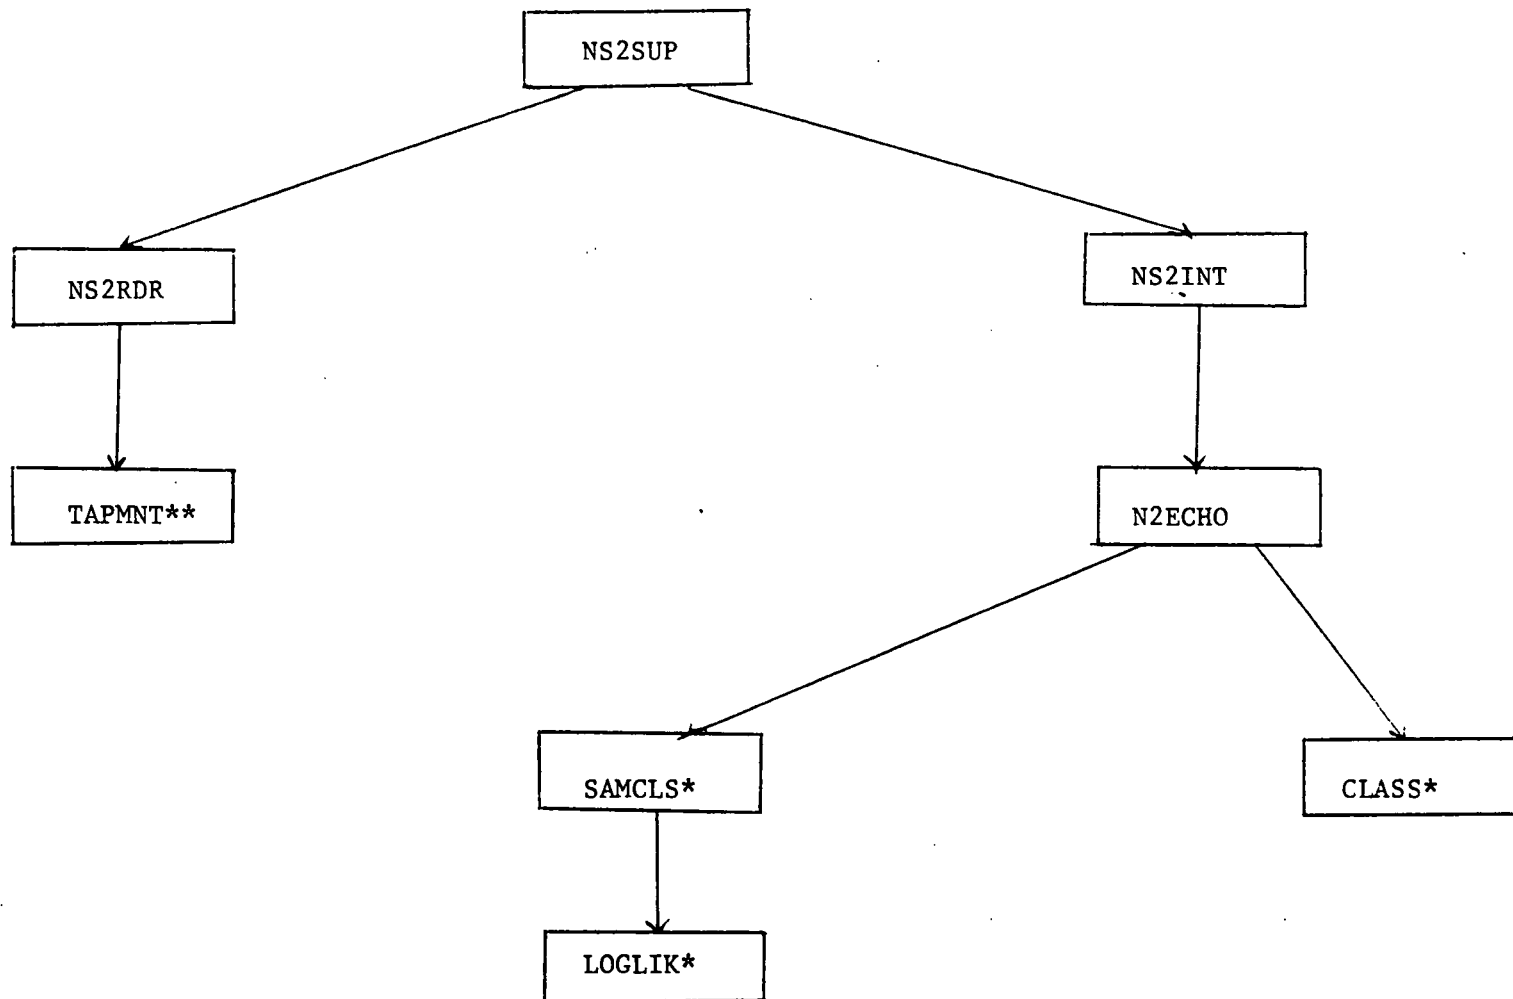 NS2SUP
NS2RDR
NS2INT
TAPMNT**
N2ECHO
SAMCLS*
CLASS*
LOGLIK*